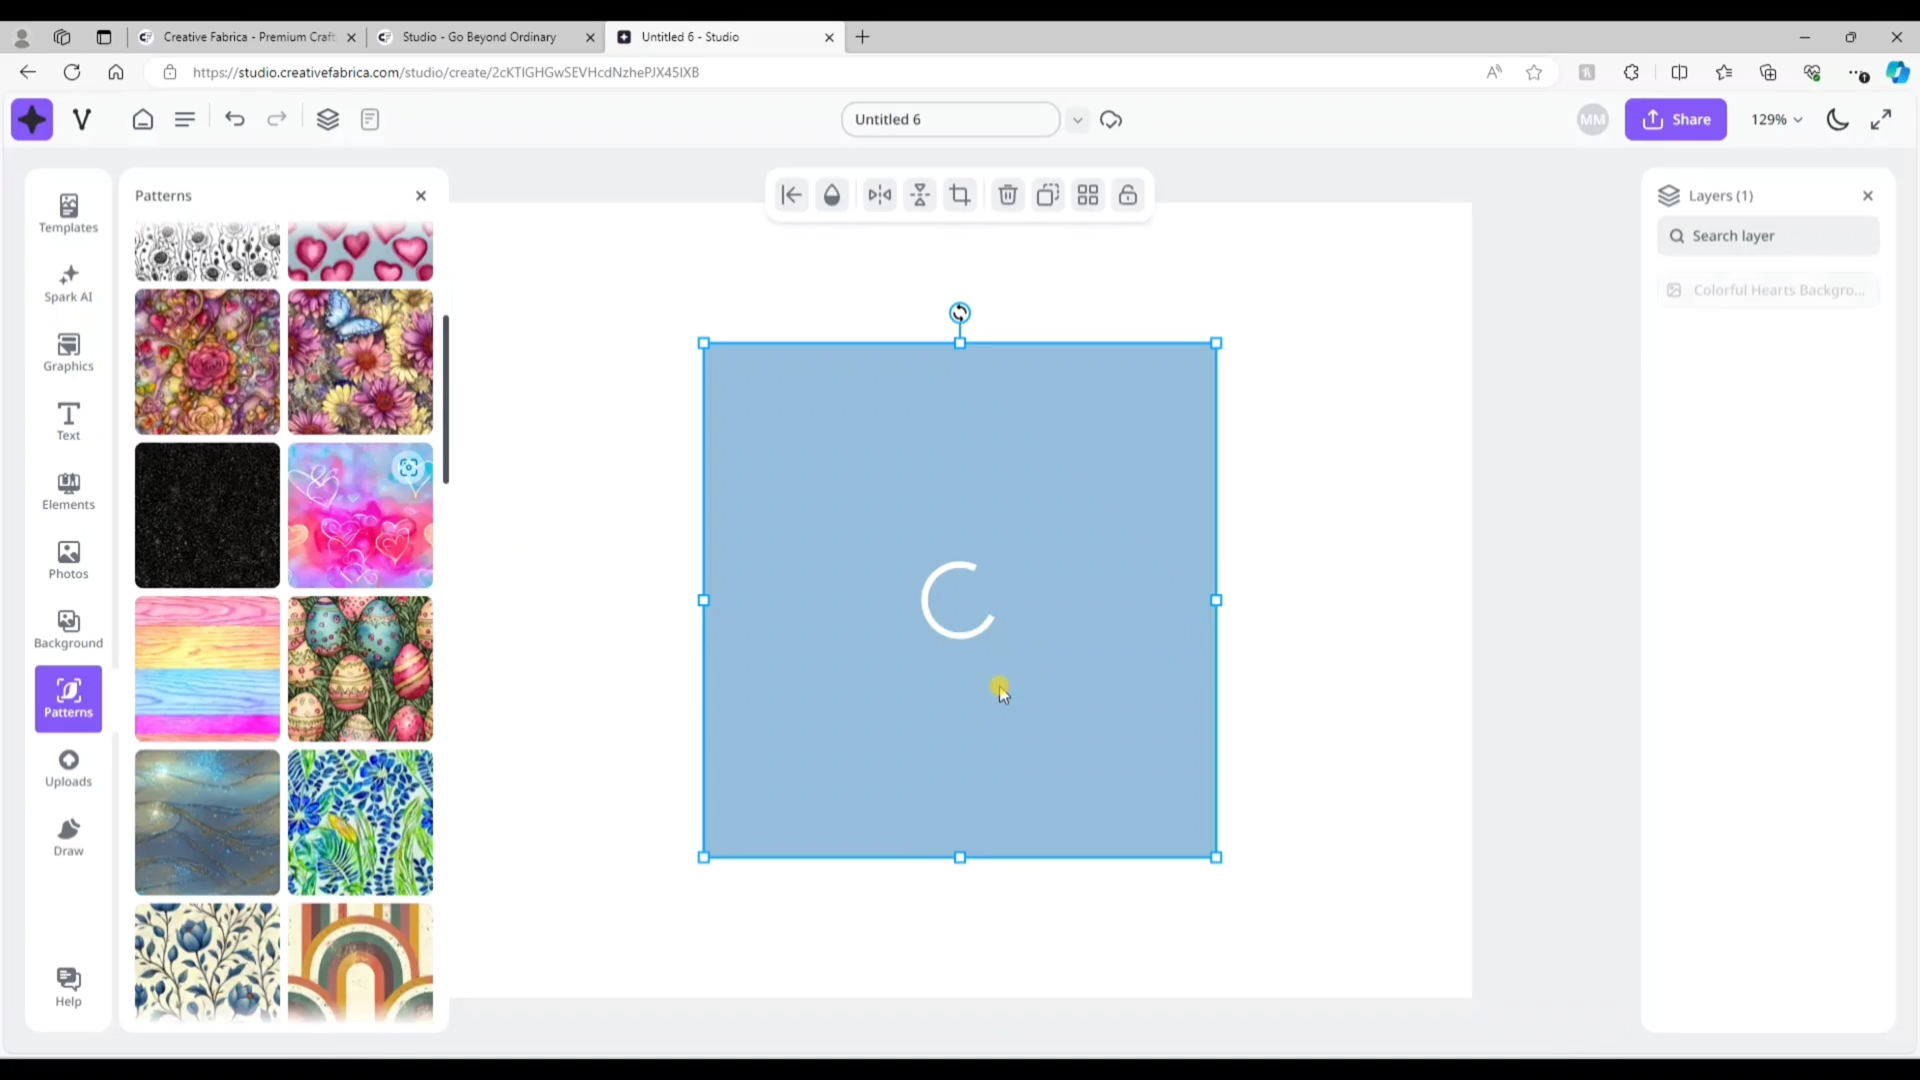 Creative Fabrica - Premium Craft
Studio - Go Beyond Ordinary
Untitled 6 - Studio
https://studio.creativefabrica.com/studio/create/2cKTIGHGwSEVHcdNzhePJX45IXB
Untitled 6
MM
Share
129%
Templates
Spark AI
Graphics
Text
Elements
Photos
Background
Patterns
Uploads
Draw
Help
Patterns
Layers (1)
Search layer
Colorful Hearts Backgro...